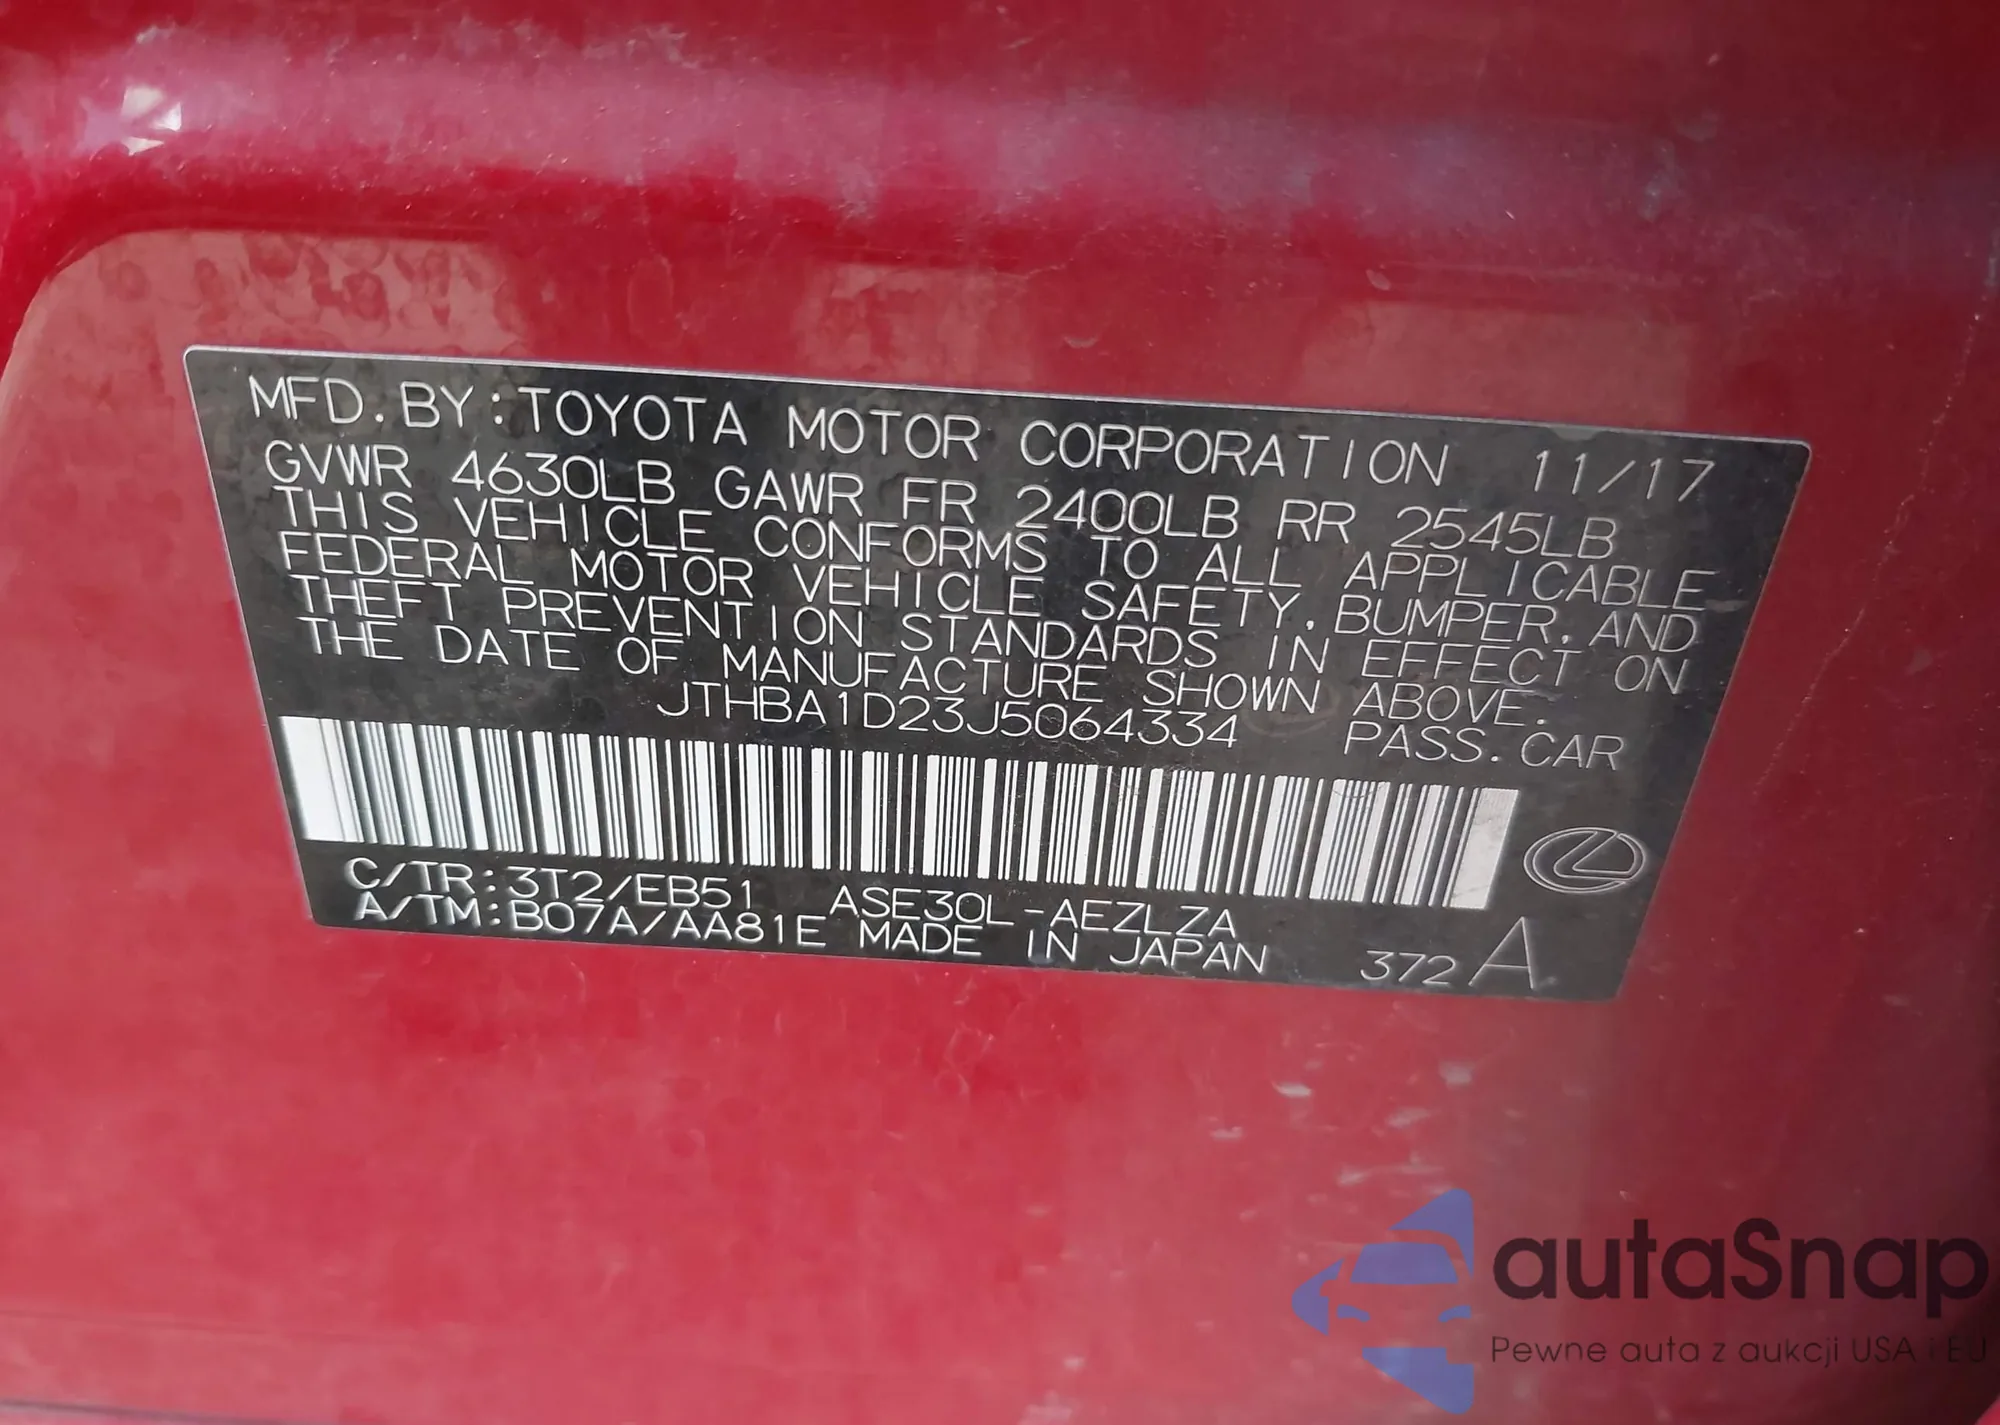 MFD. BY: TOYOTA MOTOR CORPORATION 11/17
GVWR 4630LB GAWR FR 2400LB RR 2545LB
THIS VEHICLE CONFORMS TO ALL APPLICABLE
FEDERAL MOTOR VEHICLE SAFETY, BUMPER, AND
THEFT PREVENTION STANDARDS IN EFFECT ON
THE DATE OF MANUFACTURE SHOWN ABOVE.
JTHBA1D23J5064334 PASS. CAR
C/TR: 3T2/EB51 ASE30L-AEZLZA
A/TM: B07A/AA81E MADE IN JAPAN 372 A
autaSnap
Pewne auta z aukcji USA i EU